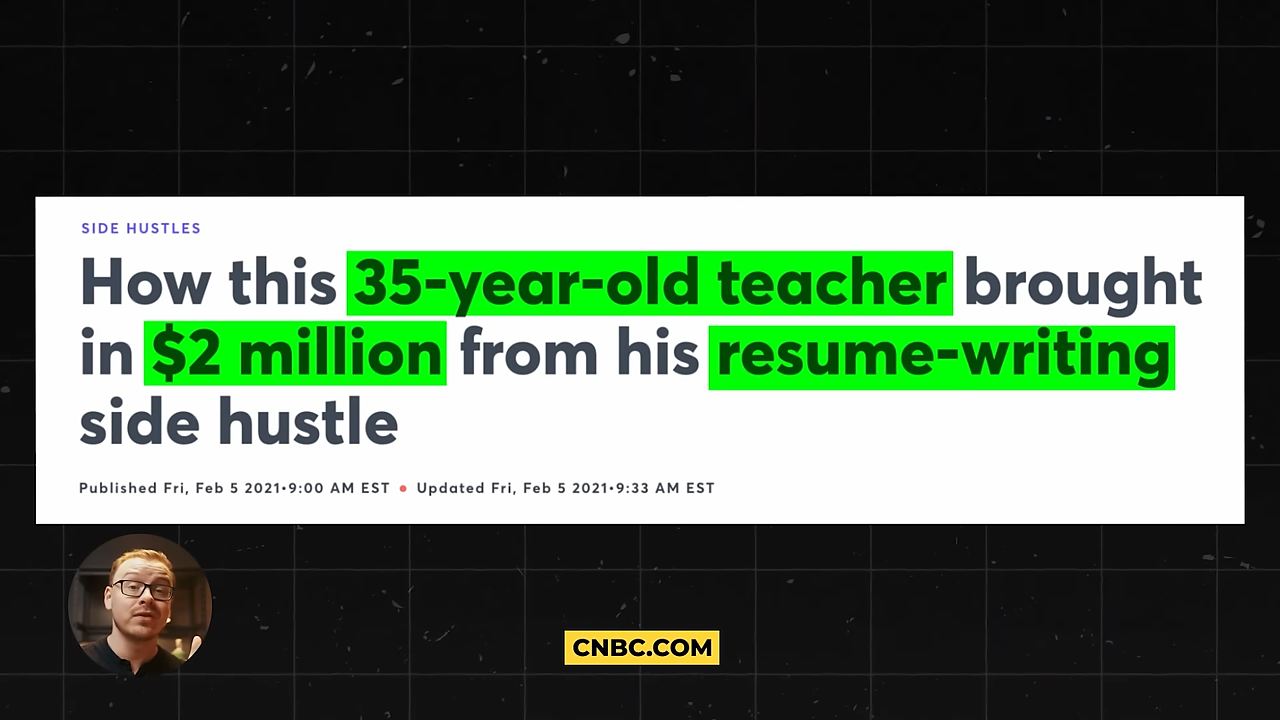 SIDE HUSTLES
How this 35-year-old teacher brought
in $2 million from his resume-writing
side hustle
Published Fri, Feb 5 2021•9:00 AM EST • Updated Fri, Feb 5 2021•9:33 AM EST
CNBC.COM